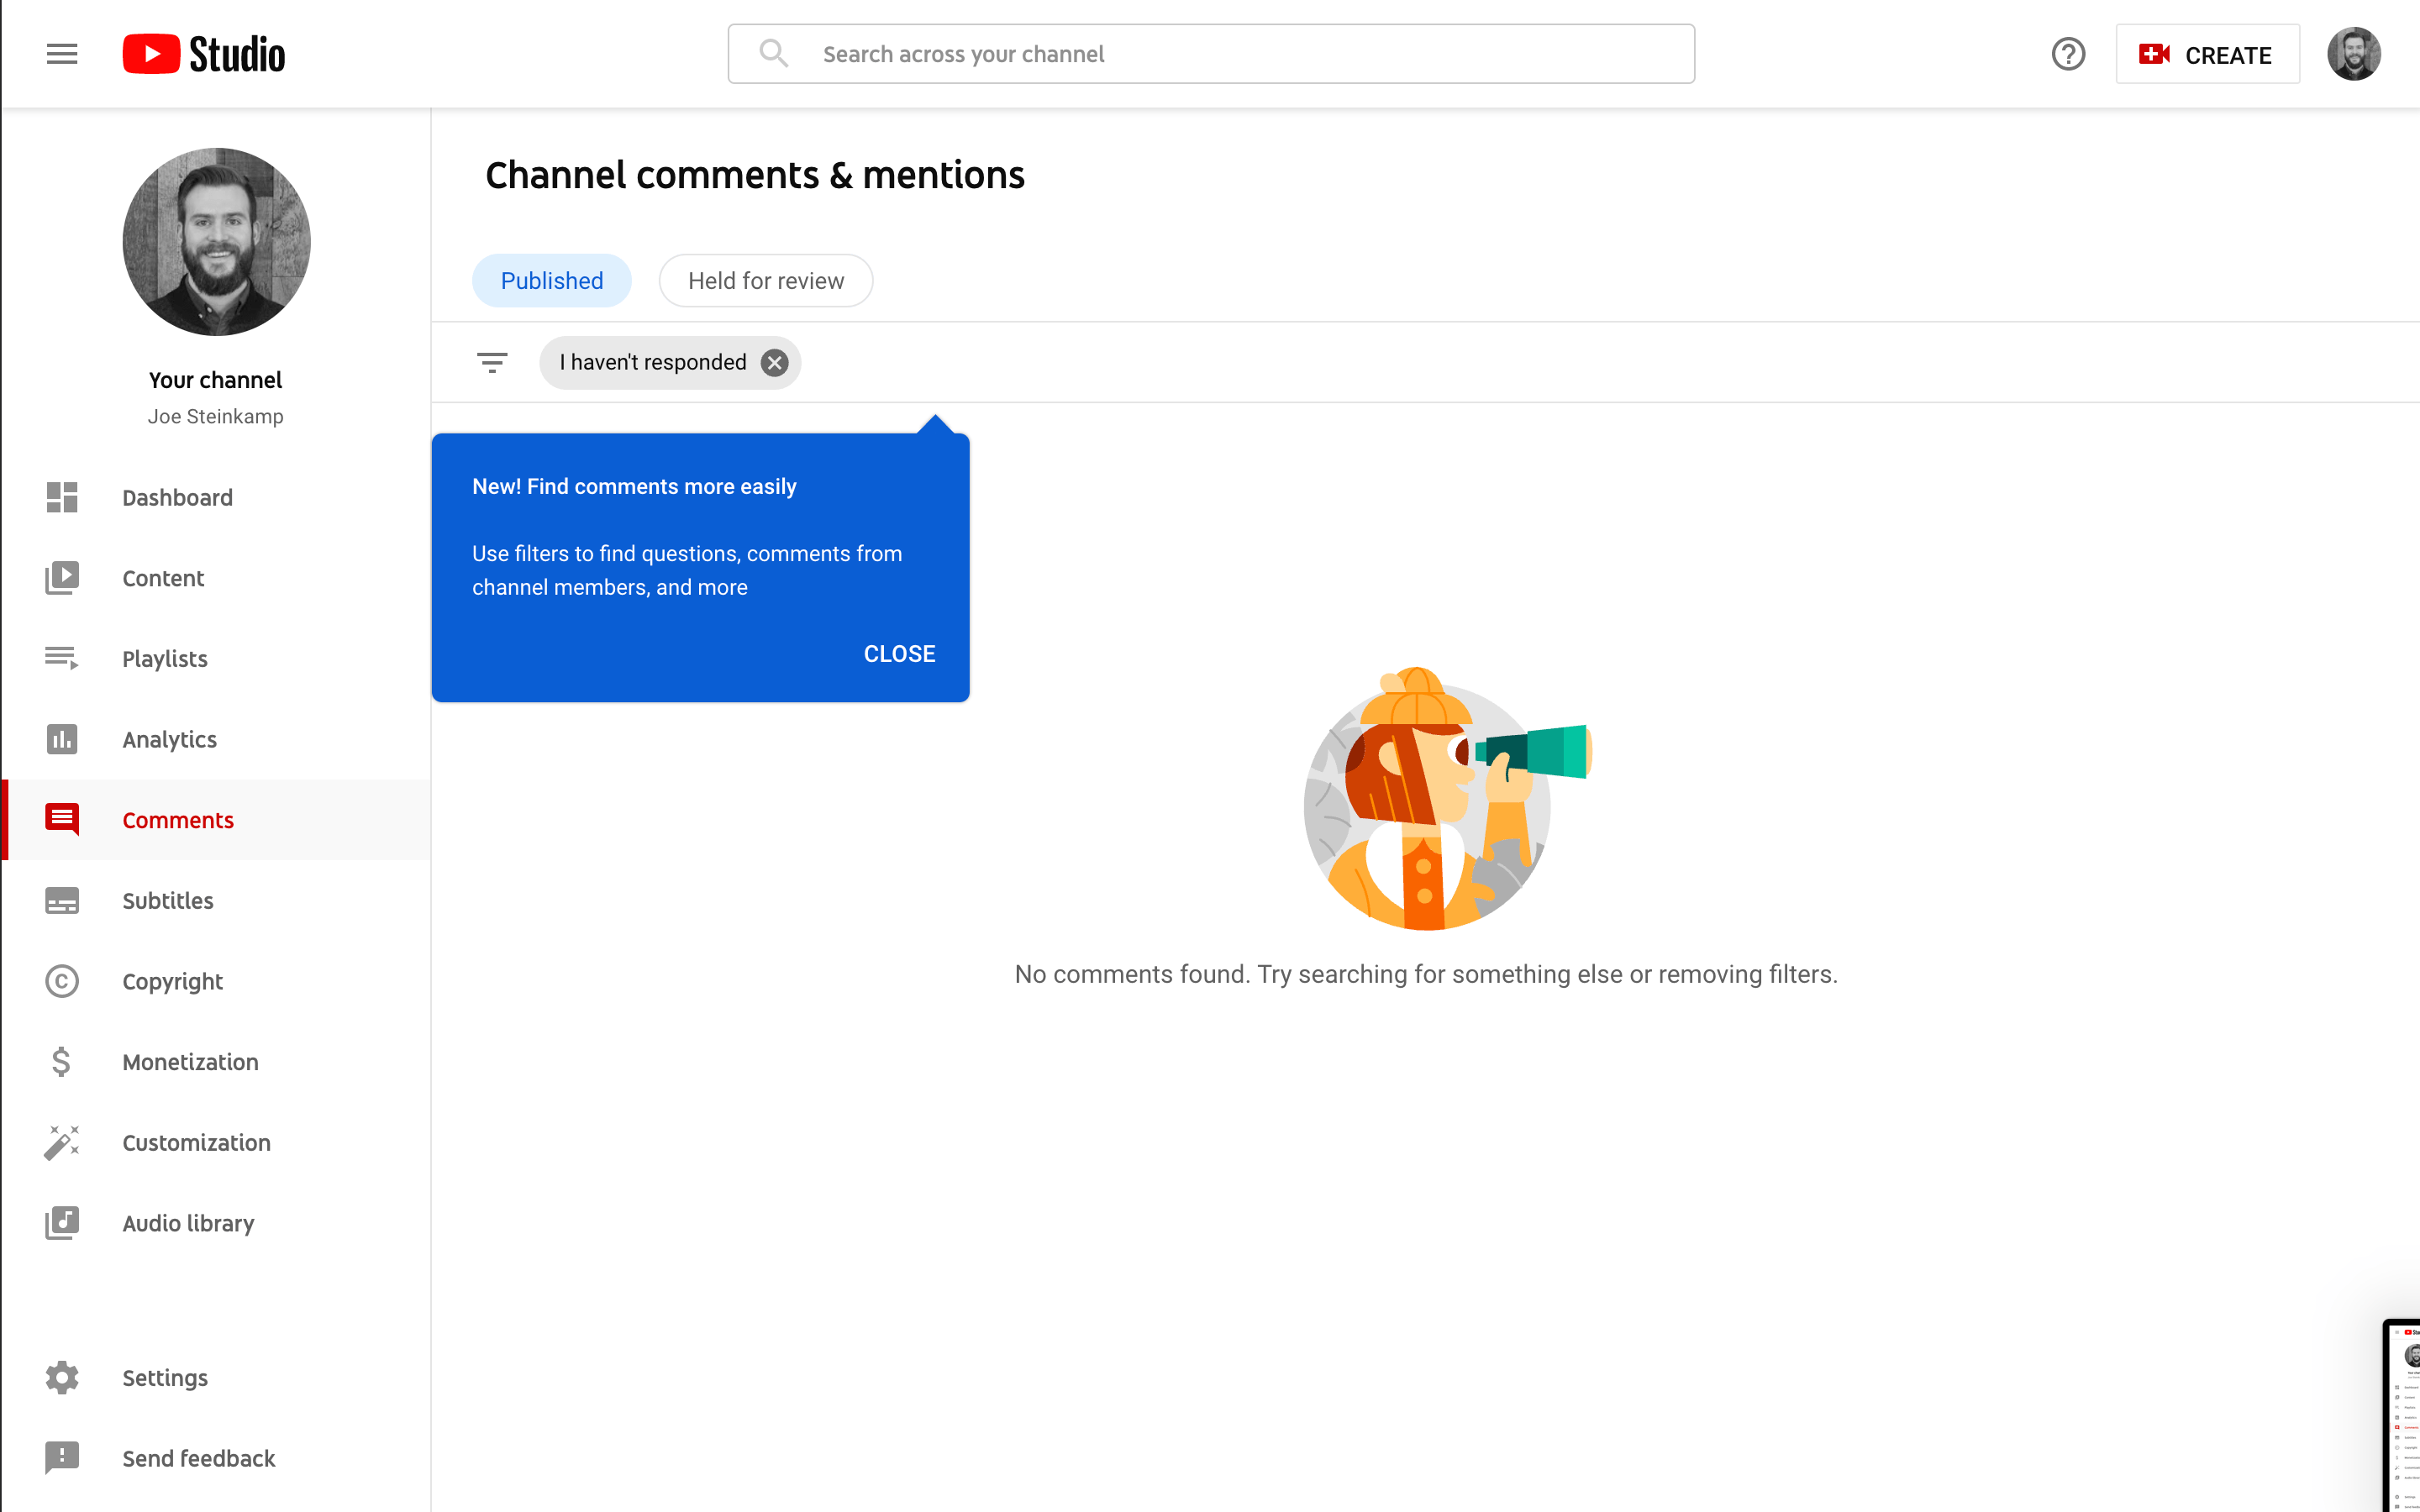 Studio
Search across your channel
CREATE
Your channel
Joe Steinkamp
Dashboard
Content
Playlists
Analytics
Comments
Subtitles
Copyright
Monetization
Customization
Audio library
Settings
Send feedback
Channel comments & mentions
Published
Held for review
I haven't responded
New! Find comments more easily
Use filters to find questions, comments from
channel members, and more
CLOSE
No comments found. Try searching for something else or removing filters.